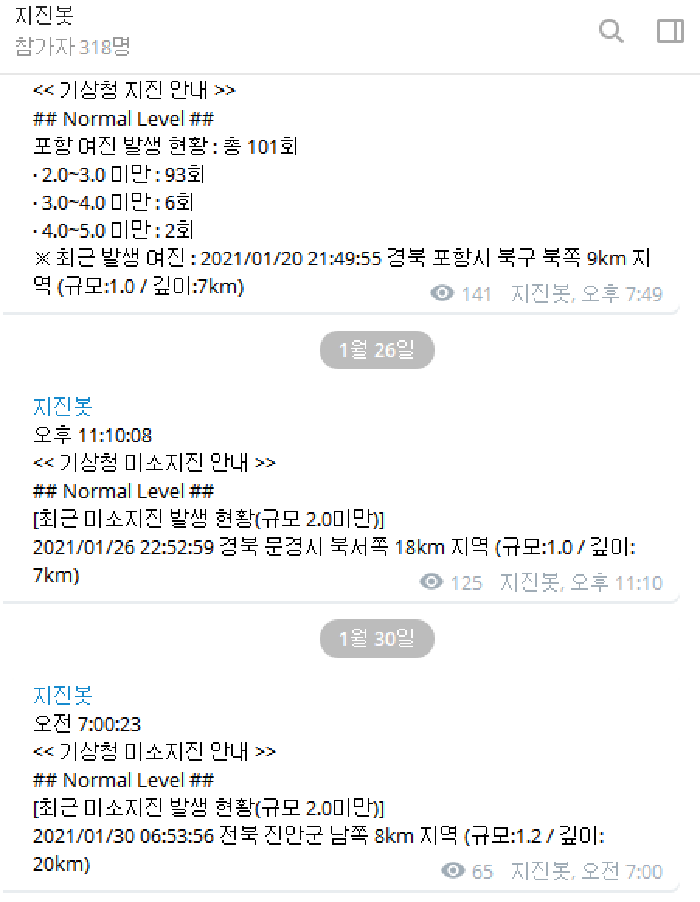 지진봇
참가자 318명
<< 기상청 지진 안내 >>
## Normal Level ##
포항 여진 발생 현황 : 총 101회
· 2.0~3.0 미만 : 93회
· 3.0~4.0 미만 : 6회
· 4.0~5.0 미만 : 2회
※ 최근 발생 여진 : 2021/01/20 21:49:55 경북 포항시 북구 북쪽 9km 지
역 (규모:1.0 / 깊이:7km)
141 지진봇, 오후 7:49
1월 26일
지진봇
오후 11:10:08
<< 기상청 미소지진 안내 >>
## Normal Level ##
[최근 미소지진 발생 현황(규모 2.0미만)]
2021/01/26 22:52:59 경북 문경시 북서쪽 18km 지역 (규모:1.0 / 깊이:
7km)
125 지진봇, 오후 11:10
1월 30일
지진봇
오전 7:00:23
<< 기상청 미소지진 안내 >>
## Normal Level ##
[최근 미소지진 발생 현황(규모 2.0미만)]
2021/01/30 06:53:56 전북 진안군 남쪽 8km 지역 (규모:1.2 / 깊이:
20km)
65 지진봇, 오전 7:00